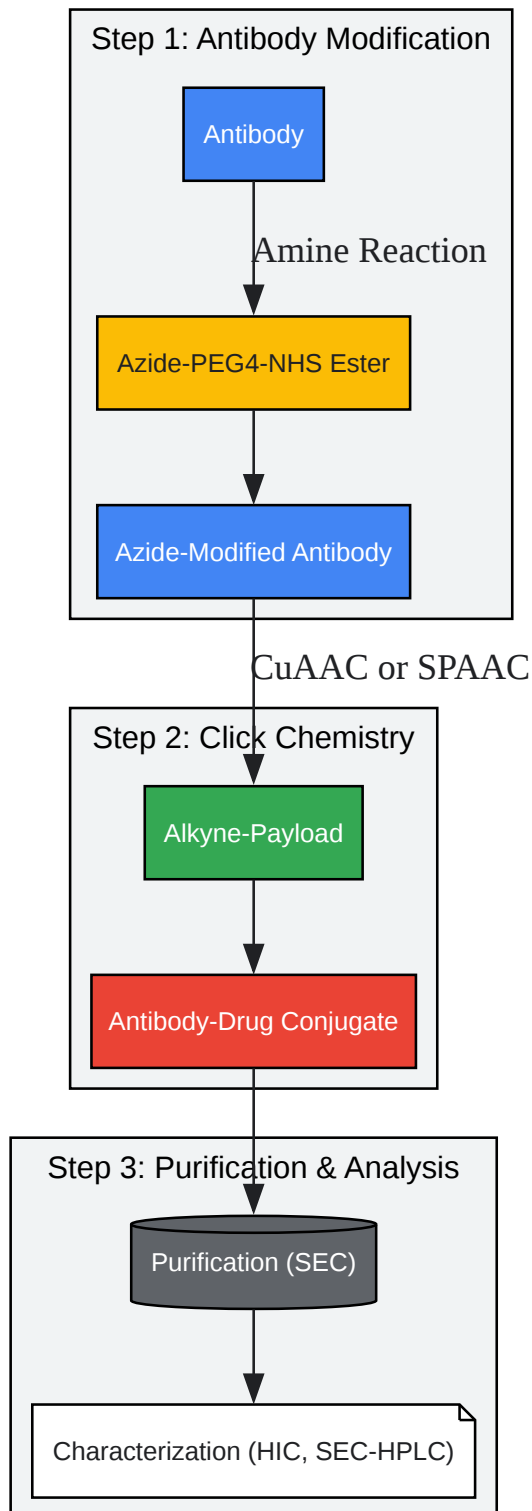 Step 1: Antibody Modification
Antibody
Amine Reaction
Azide-PEG4-NHS Ester
Azide-Modified Antibody
CuAAC or SPAAC
Step 2: Click Chemistry
Alkyne-Payload
Antibody-Drug Conjugate
Step 3: Purification & Analysis
Purification (SEC)
Characterization (HIC, SEC-HPLC)